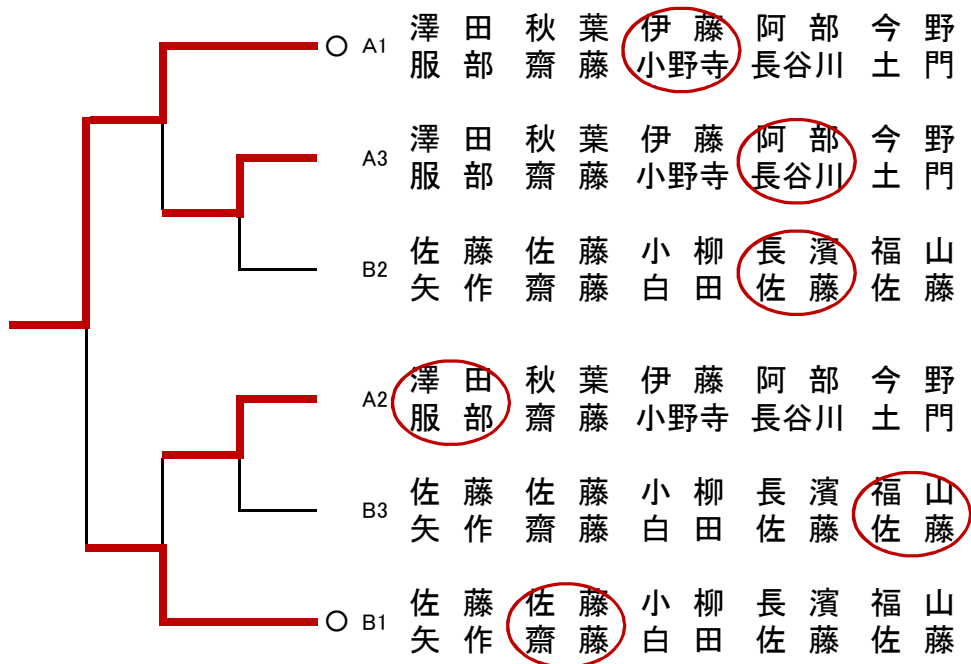 澤 田 秋 葉 伊 藤 阿 部 今 野
○ A1
服 部 齋 藤 小野寺 長谷川 土 門
澤 田 秋 葉 伊 藤 阿 部 今 野
A3
服 部 齋 藤 小野寺 長谷川 土 門
佐 藤 佐 藤 小 柳 長 濱 福 山
B2
矢 作 齋 藤 白 田 佐 藤 佐 藤
澤 田 秋 葉 伊 藤 阿 部 今 野
A2
服 部 齋 藤 小野寺 長谷川 土 門
佐 藤 佐 藤 小 柳 長 濱 福 山
B3
矢 作 齋 藤 白 田 佐 藤 佐 藤
佐 藤 佐 藤 小 柳 長 濱 福 山
○ B1
矢 作 齋 藤 白 田 佐 藤 佐 藤